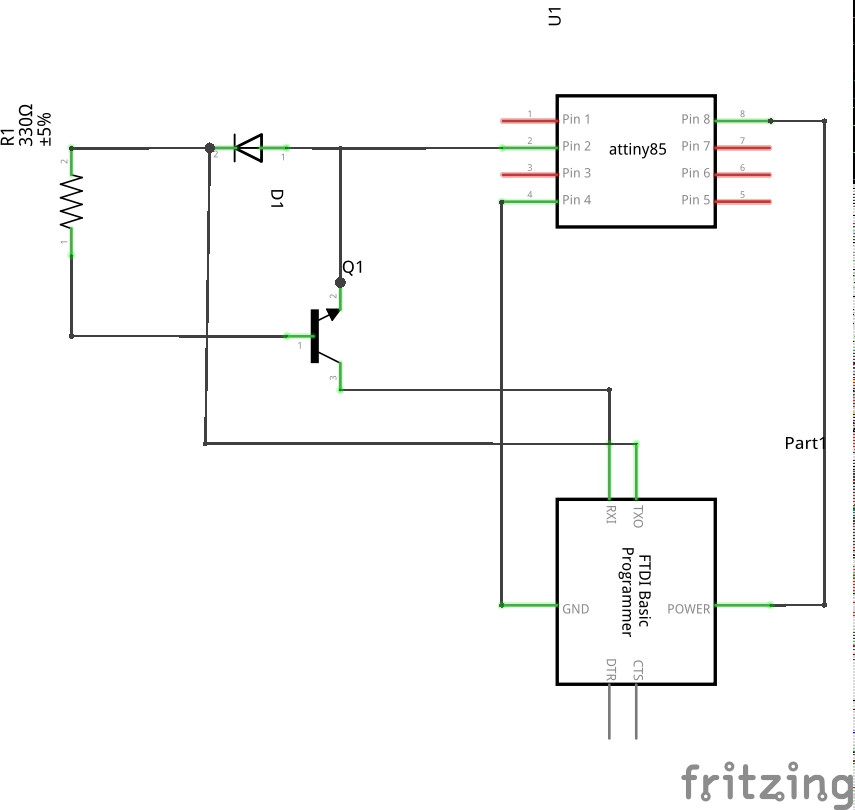 U1
R1
330Ω
±5%
1
Pin 1
Pin 8
8
2
Pin 2
attiny85
Pin 7
7
3
Pin 3
Pin 6
6
4
Pin 4
Pin 5
5
2
1
2
1
D1
Q1
2
1
3
Part1
RXI
TXO
FTDI Basic
Programmer
GND
POWER
DTR
CTS
fritzing